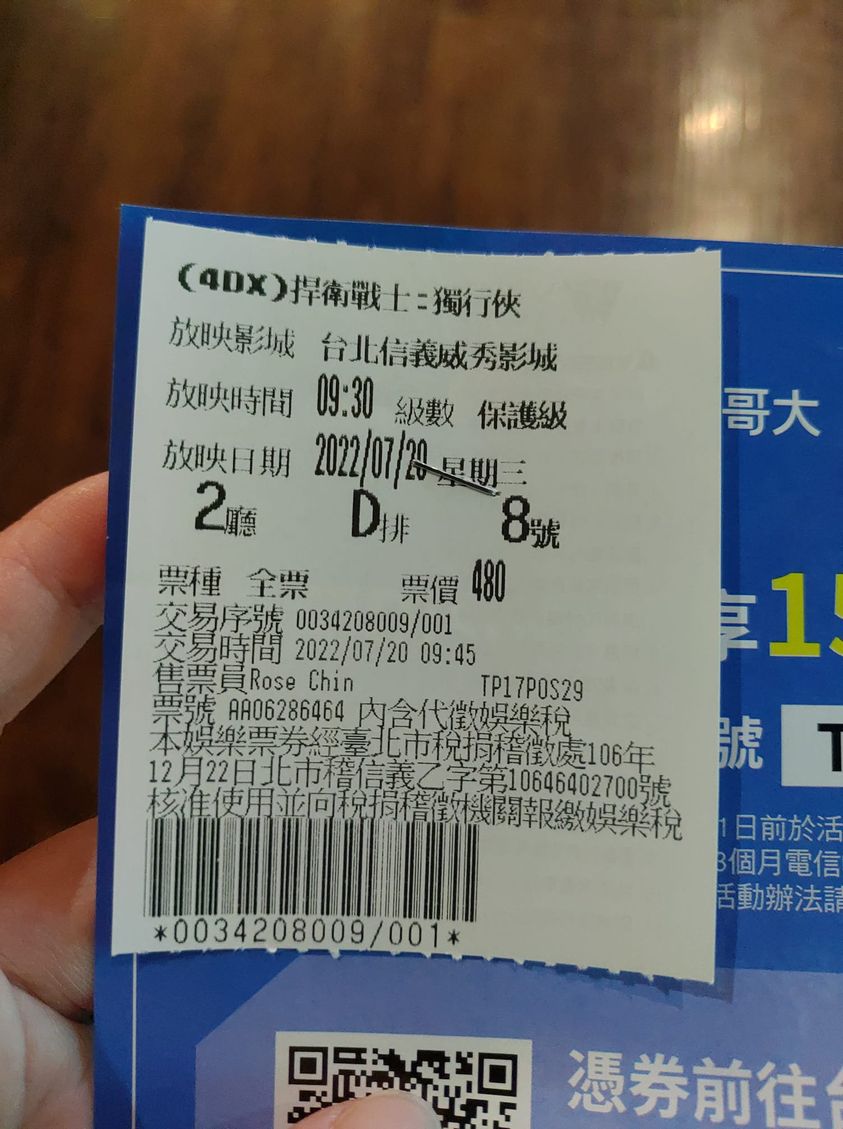 (4DX)捍衛戰士:獨行俠
放映影城 台北信義威秀影城
放映時間 09:30 級數 保護級
放映日期 2022/07/20 星期三
2廳 D排 8號
票種 全票 票價 480
交易序號 0034208009/001
交易時間 2022/07/20 09:45
售票員Rose Chin TP17POS29
票號 AA06286464 內含代徵娛樂稅
本娛樂票券經臺北市稅捐稽徵處106年
12月22日北市稽信義乙字第10646402700號
核准使用並向稅捐稽徵機關報繳娛樂稅
*0034208009/001*
哥大
享15
號 T
1日前於活
3個月電信
活動辦法請
憑券前往台